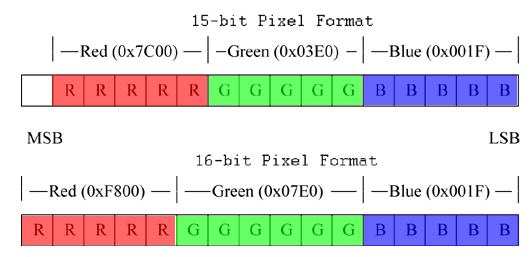 15-bit Pixel Format
Red (0x7C00) Green (0x03E0) Blue (0x001F)
R R R R R G G G G G B B B B B
MSB LSB
16-bit Pixel Format
Red (0xF800) Green (0x07E0) Blue (0x001F)
R R R R R G G G G G G B B B B B